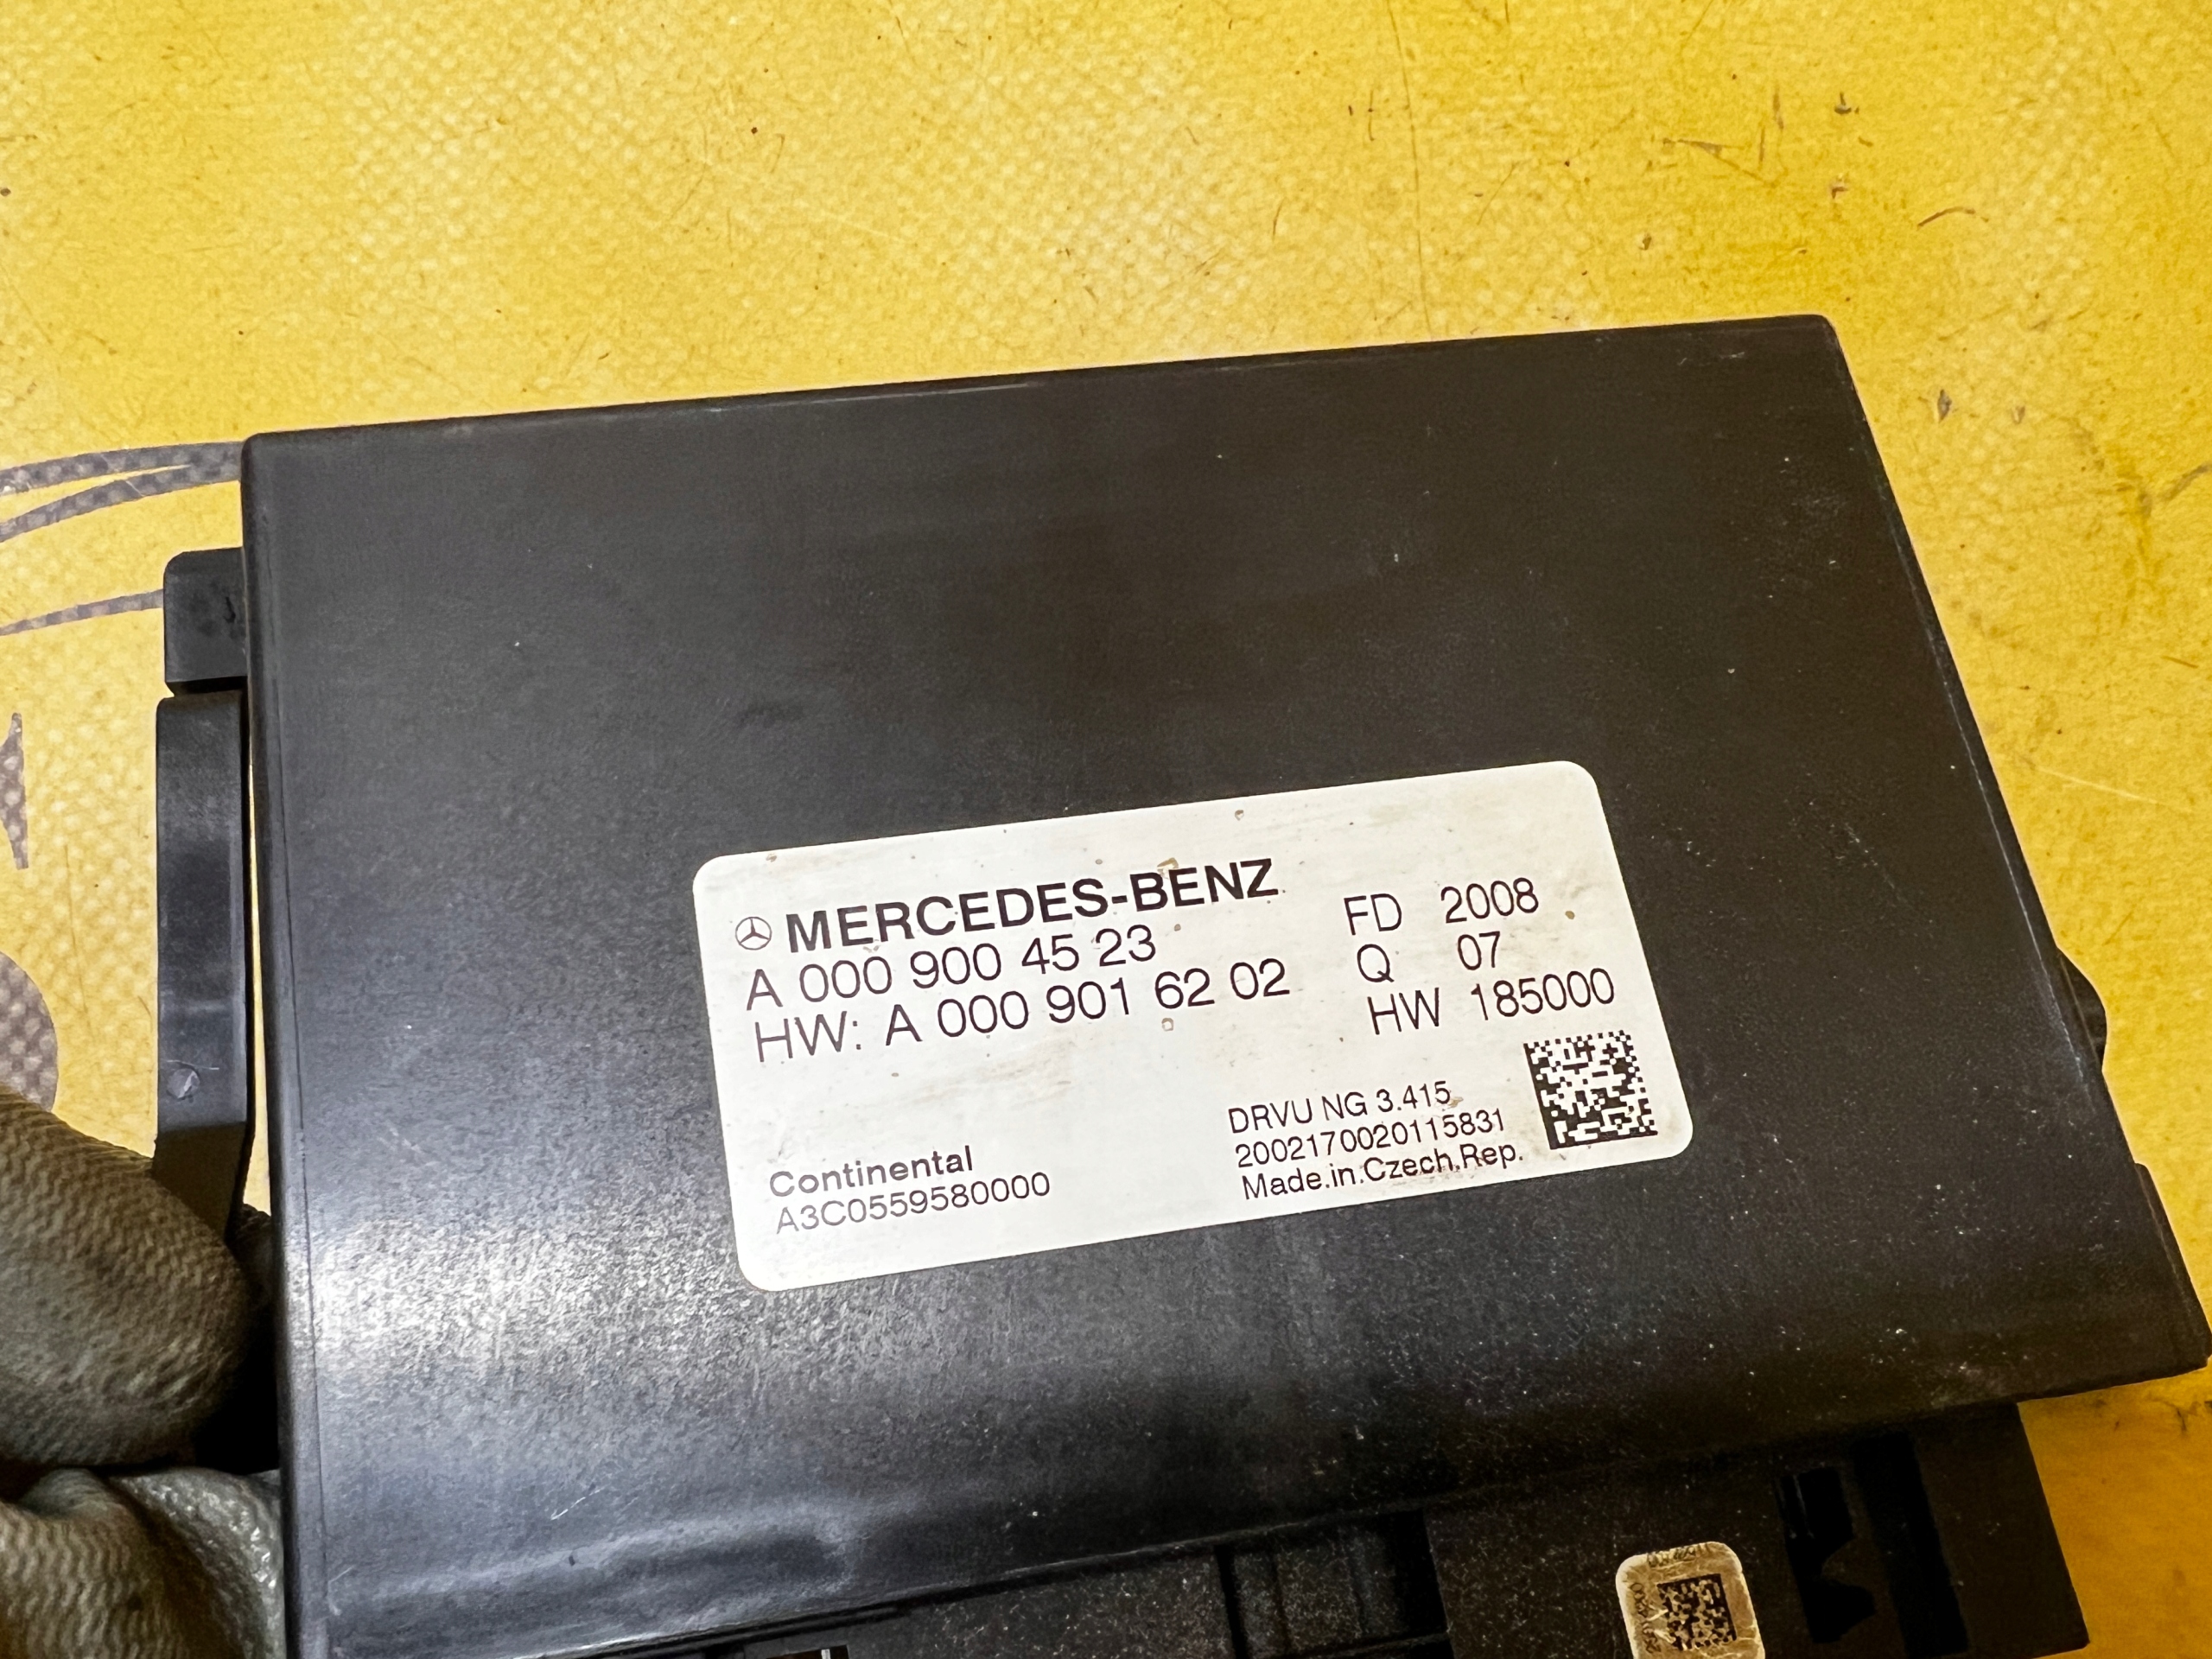 MERCEDES-BENZ
A 000 900 45 23
HW: A 000 901 62 02
FD 2008
Q 07
HW 185000
DRVU NG 3.415
2002170020115831
Made.in.Czech.Rep.
Continental
A3C0559580000